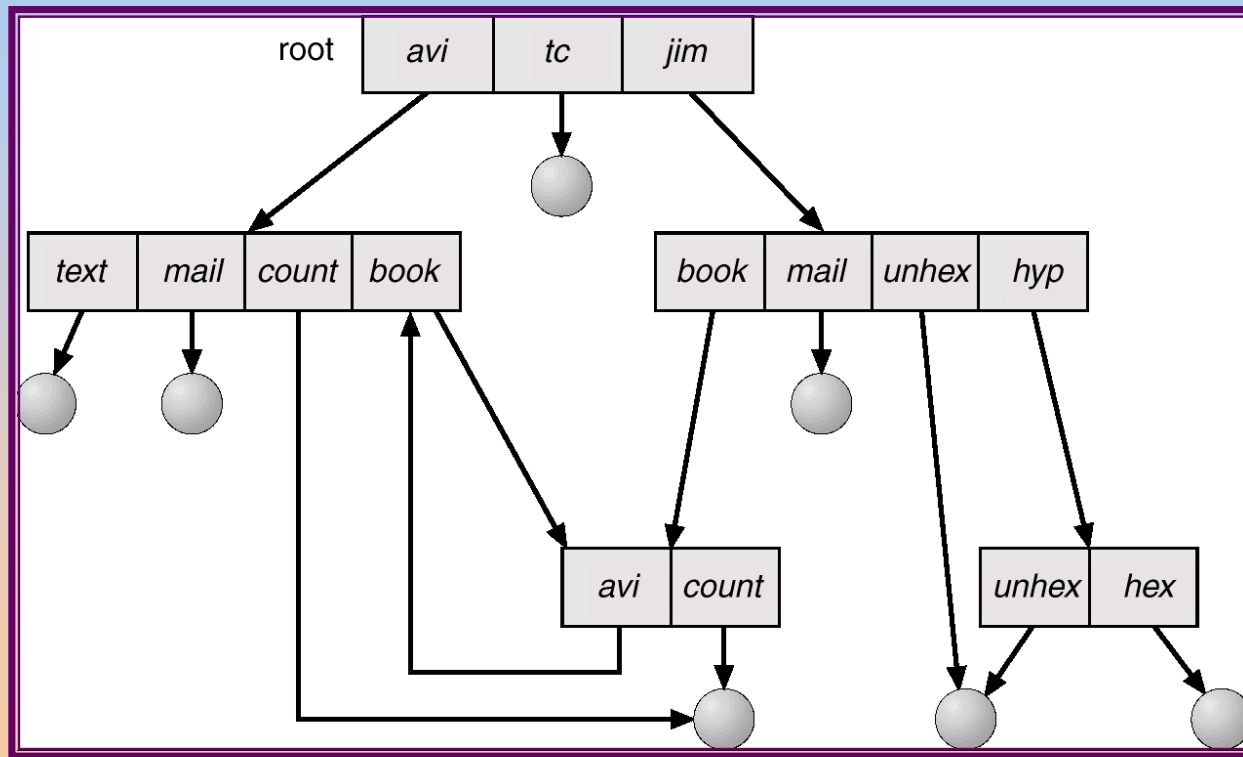 root avi tc jim
text mail count book book mail unhex hyp
avi count unhex hex